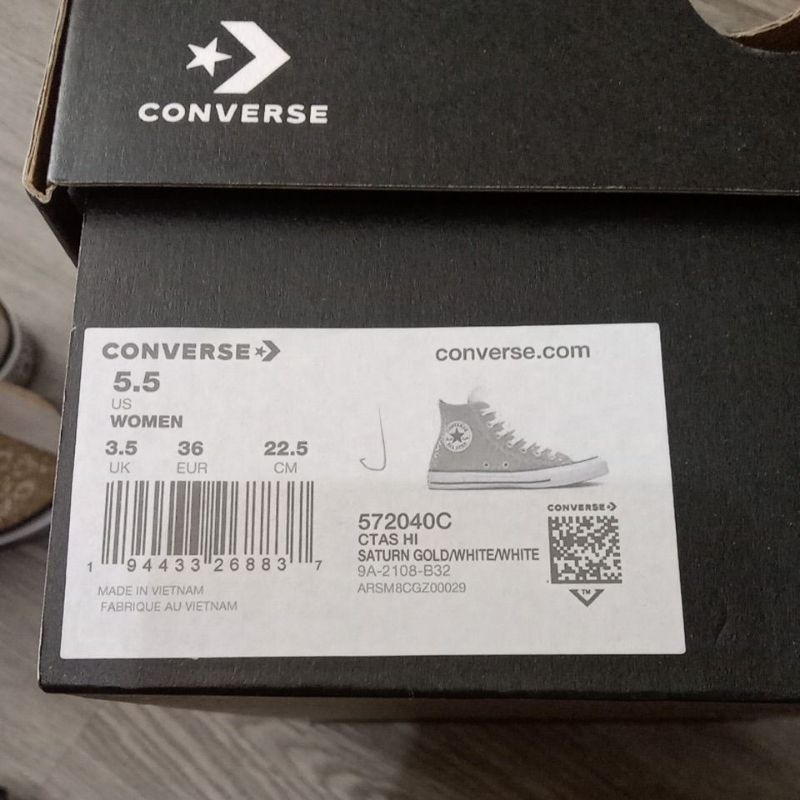 CONVERSE
CONVERSE
converse.com
5.5
US
WOMEN
3.5 36 22.5
UK EUR CM
1 94433 26883 7
MADE IN VIETNAM
FABRIQUE AU VIETNAM
572040C
CTAS HI
SATURN GOLD/WHITE/WHITE
9A-2108-B32
ARSM8CGZ00029
CONVERSE
TM